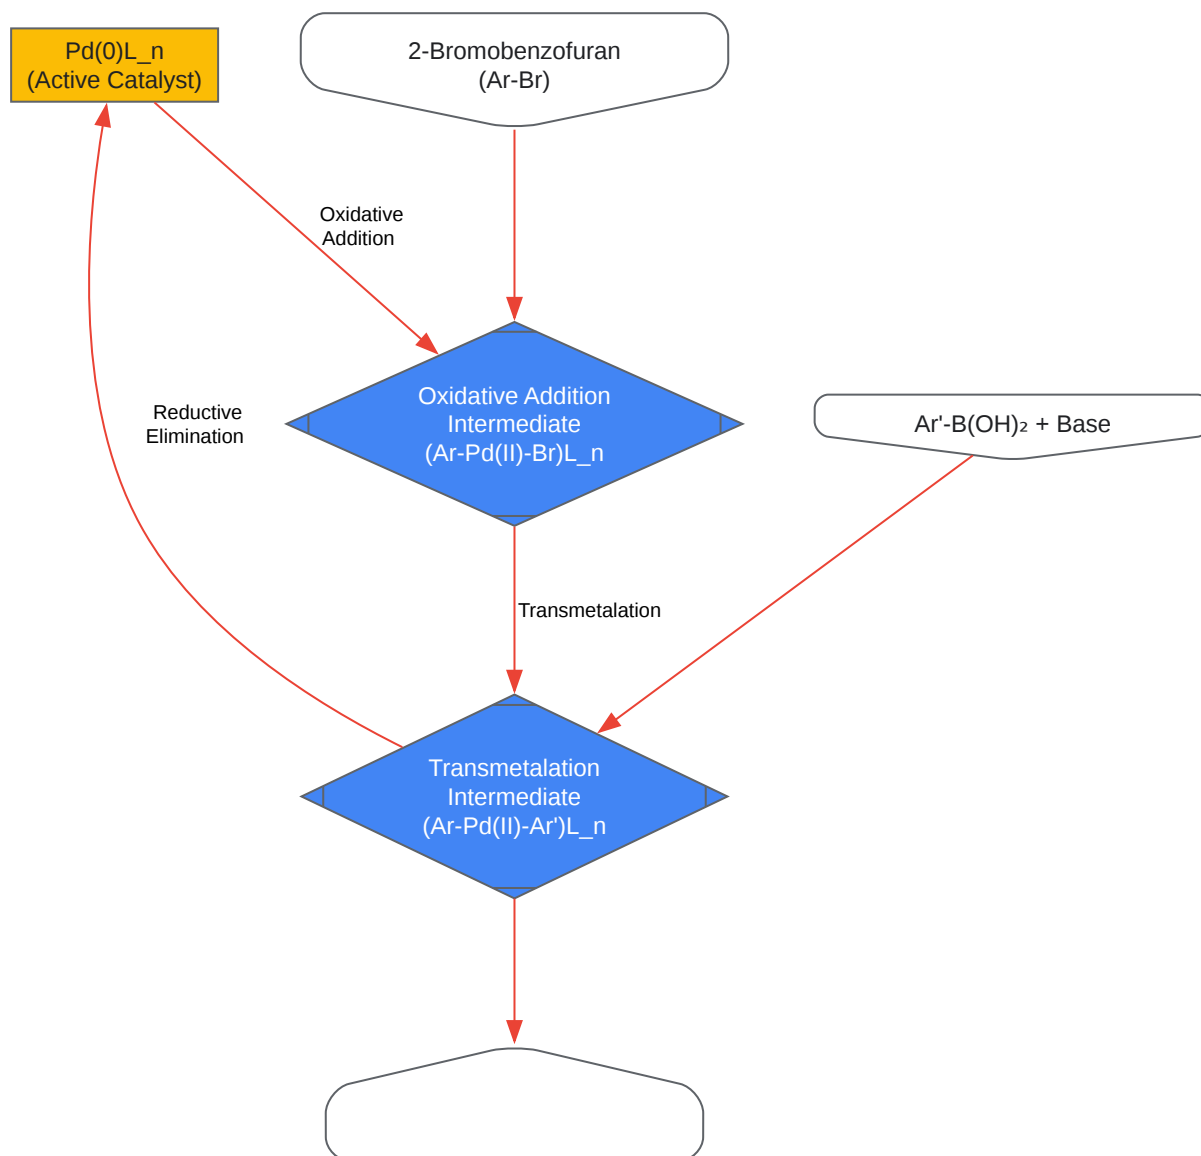 Pd(0)L_n
(Active Catalyst)
2-Bromobenzofuran
(Ar-Br)
Oxidative
Addition
Oxidative Addition
Intermediate
(Ar-Pd(II)-Br)L_n
Reductive
Elimination
Ar'-B(OH)₂ + Base
Transmetalation
Transmetalation
Intermediate
(Ar-Pd(II)-Ar')L_n